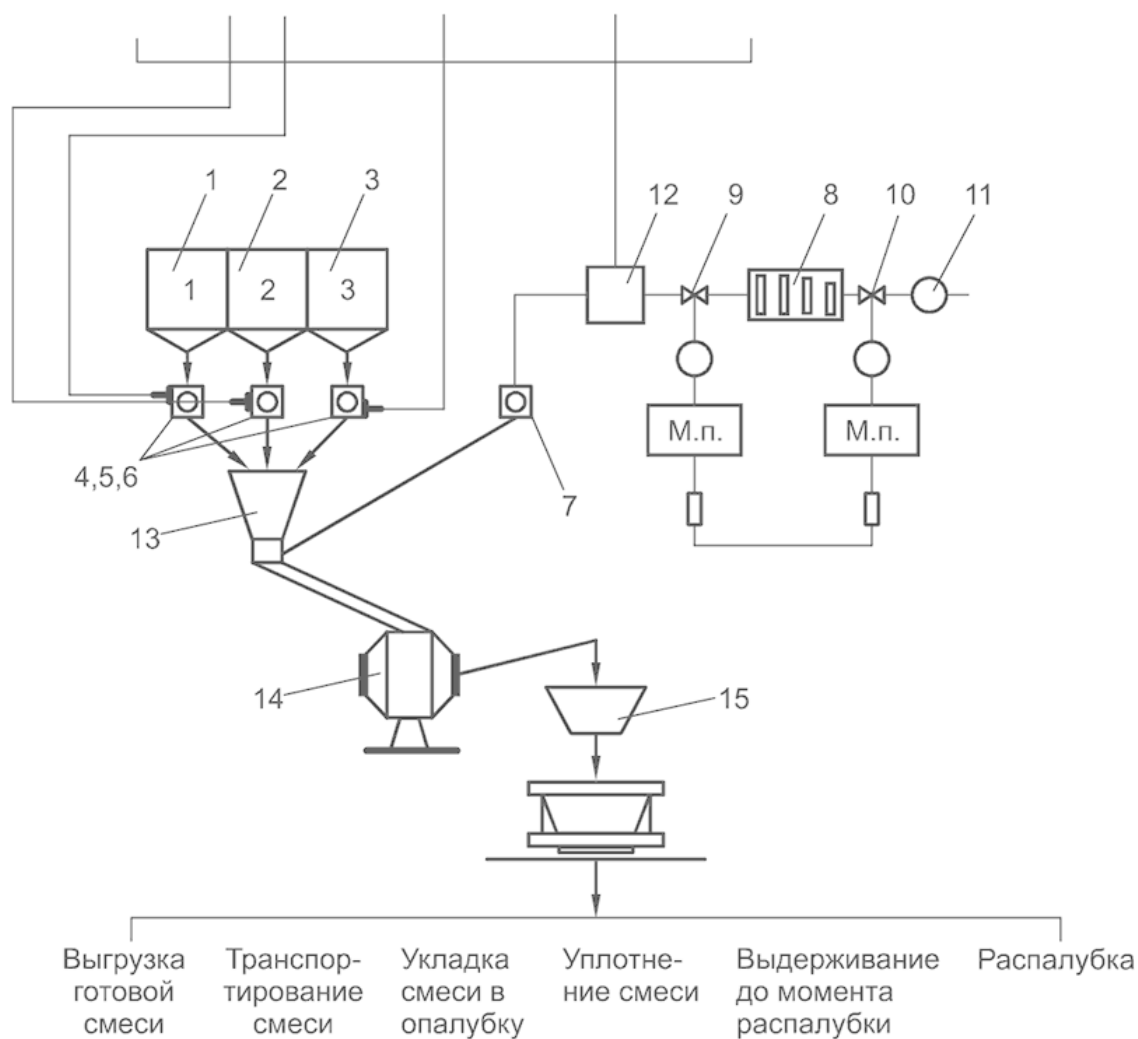 1 2 3
12 9 8 10 11
1 2 3
М.п. М.п.
4,5,6
7
13
14
15
Выгрузка
готовой
смеси
Транспор-
тирование
смеси
Укладка
смеси в
опалубку
Уплотне-
ние смеси
Выдерживание
до момента
распалубки
Распалубка